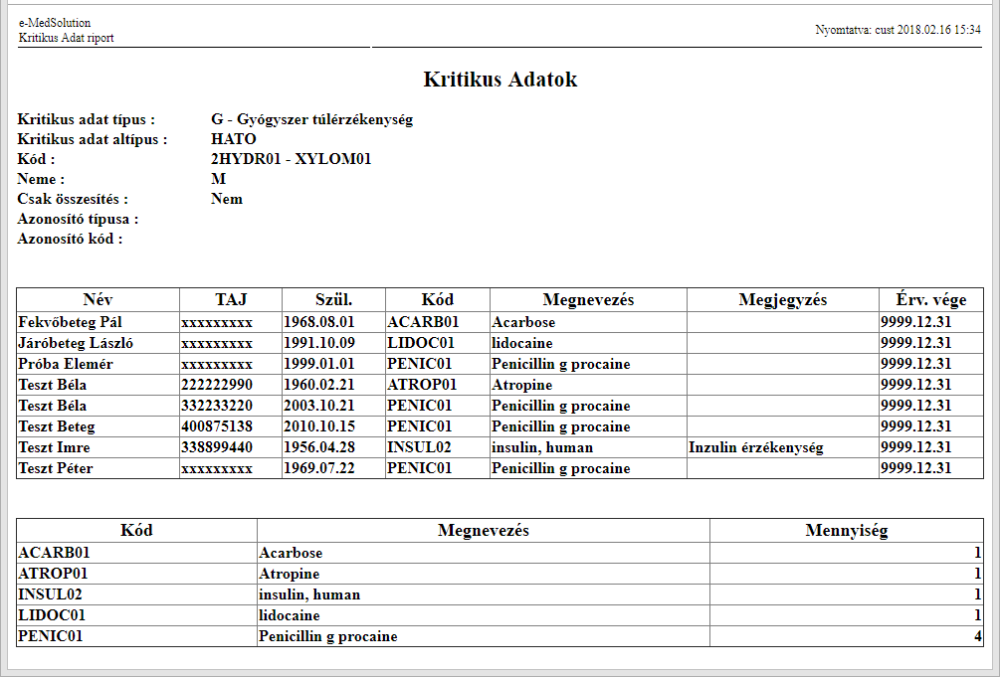 e-MedSolution
Kritikus Adat riport
Nyomtatva: cust 2018.02.16 15:34
Kritikus Adatok
Kritikus adat típus : G - Gyógyszer túlérzékenység
Kritikus adat altípus : HATO
Kód : 2HYDR01 - XYLOM01
Neme : M
Csak összesítés : Nem
Azonosító típusa :
Azonosító kód :
Név TAJ Szül. Kód Megnevezés Megjegyzés Érv. vége
Fekvőbeteg Pál xxxxxxxxx 1968.08.01 ACARB01 Acarbose 9999.12.31
Járóbeteg László xxxxxxxxx 1991.10.09 LIDOC01 lidocaine 9999.12.31
Próba Elemér xxxxxxxxx 1999.01.01 PENIC01 Penicillin g procaine 9999.12.31
Teszt Béla 222222990 1960.02.21 ATROP01 Atropine 9999.12.31
Teszt Béla 332233220 2003.10.21 PENIC01 Penicillin g procaine 9999.12.31
Teszt Beteg 400875138 2010.10.15 PENIC01 Penicillin g procaine 9999.12.31
Teszt Imre 338899440 1956.04.28 INSUL02 insulin, human Inzulin érzékenység 9999.12.31
Teszt Péter xxxxxxxxx 1969.07.22 PENIC01 Penicillin g procaine 9999.12.31
Kód Megnevezés Mennyiség
ACARB01 Acarbose 1
ATROP01 Atropine 1
INSUL02 insulin, human 1
LIDOC01 lidocaine 1
PENIC01 Penicillin g procaine 4